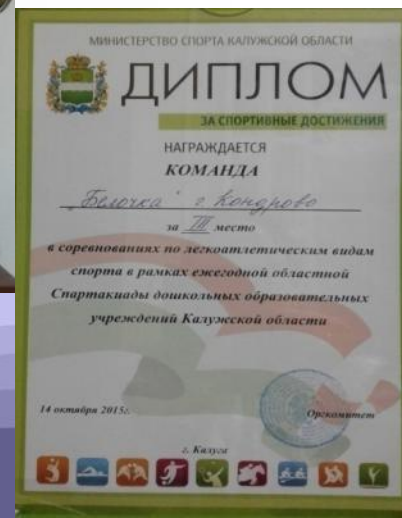 МИНИСТЕРСТВО СПОРТА КАЛУЖСКОЙ ОБЛАСТИ
ДИПЛОМ
ЗА СПОРТИВНЫЕ ДОСТИЖЕНИЯ
НАГРАЖДАЕТСЯ
КОМАНДА
"Белочка" г. Кондрово
за III место
в соревнованиях по легкоатлетическим видам
спорта в рамках ежегодной областной
Спартакиады дошкольных образовательных
учреждений Калужской области
14 октября 2015г.
Оргкомитет
г. Калуга